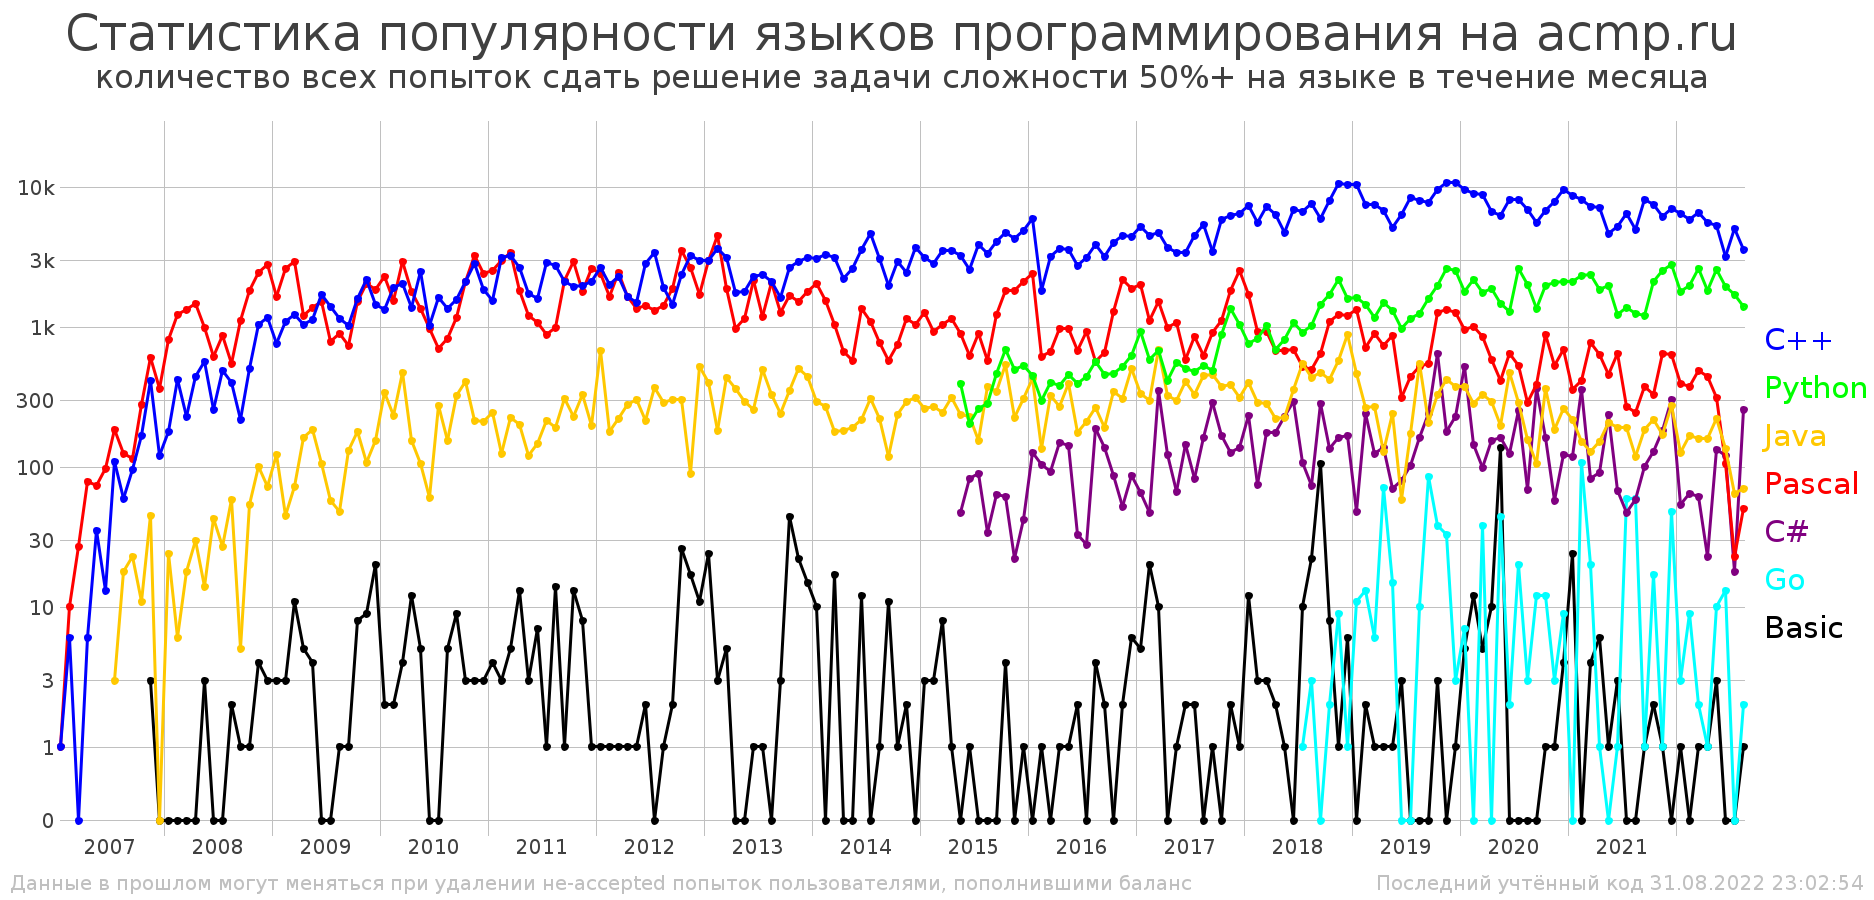 Статистика популярности языков программирования на acmp.ru
количество всех попыток сдать решение задачи сложности 50%+ на языке в течение месяца
10k
3k
1k
300
100
30
10
3
1
0
C++
Python
Java
Pascal
C#
Go
Basic
2007 2008 2009 2010 2011 2012 2013 2014 2015 2016 2017 2018 2019 2020 2021
Данные в прошлом могут меняться при удалении не-accepted попыток пользователями, пополнившими баланс
Последний учтённый код 31.08.2022 23:02:54